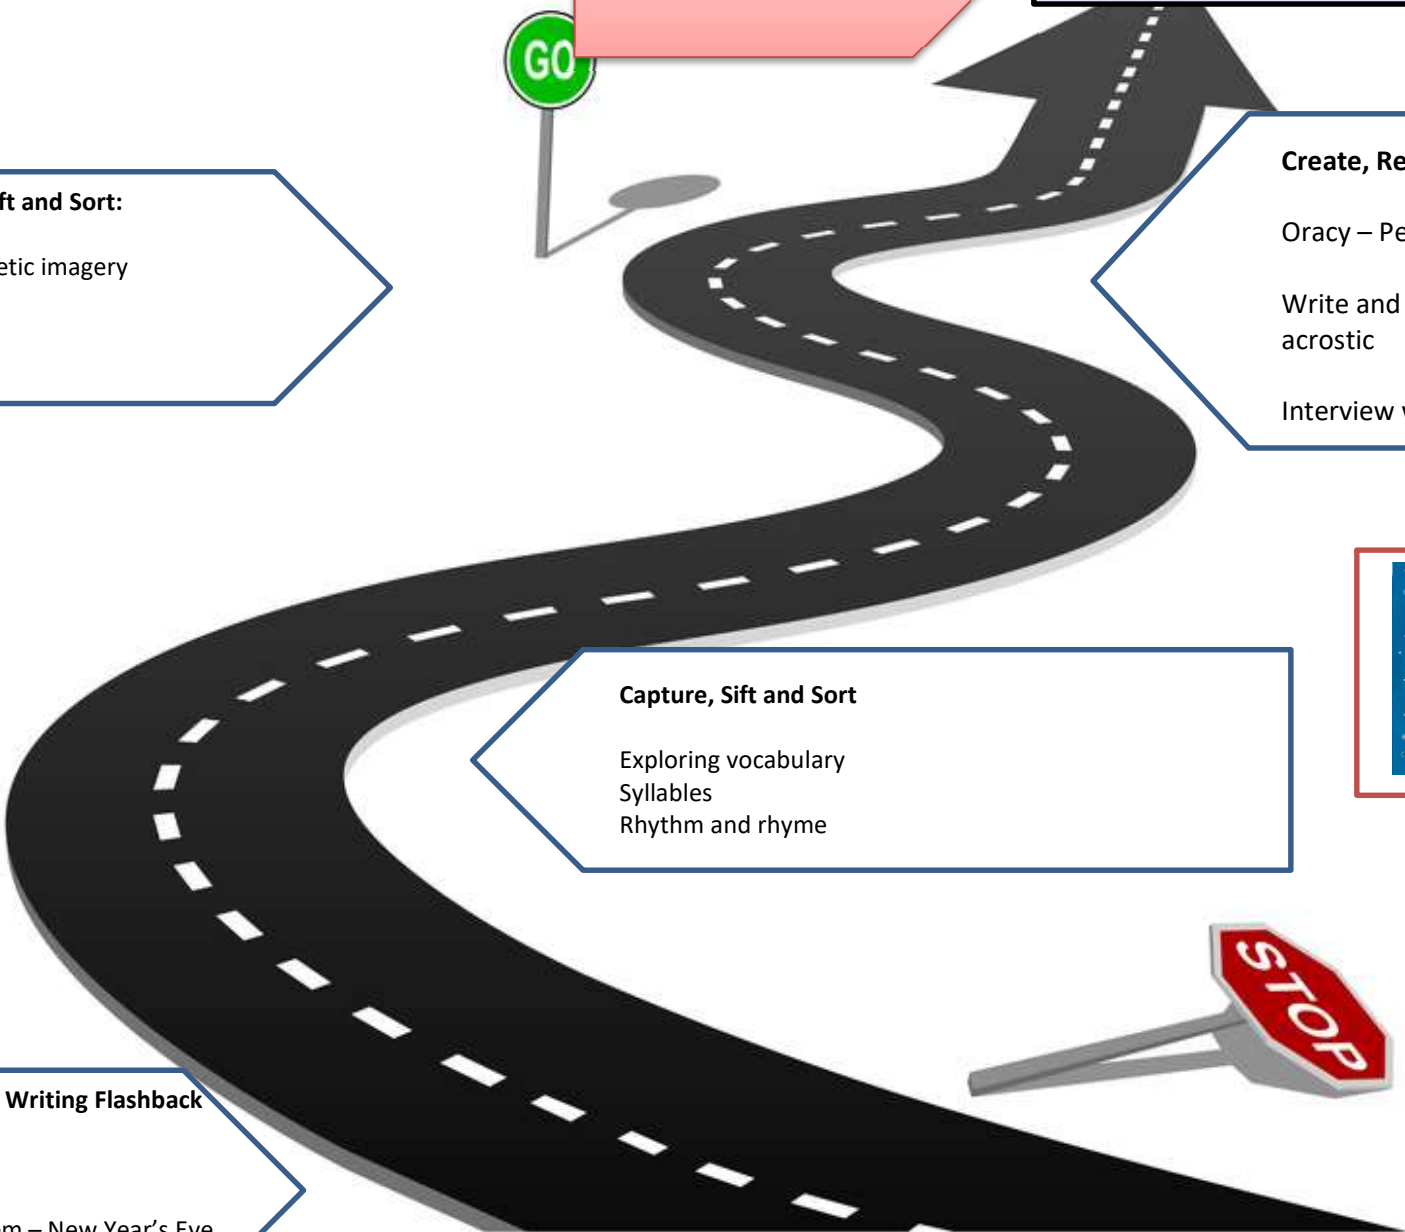 GO
ft and Sort:
etic imagery
Create, Re
Oracy – Pe
Write and
acrostic
Interview
Capture, Sift and Sort
Exploring vocabulary
Syllables
Rhythm and rhyme
STOP
Writing Flashback
m – New Year's Eve